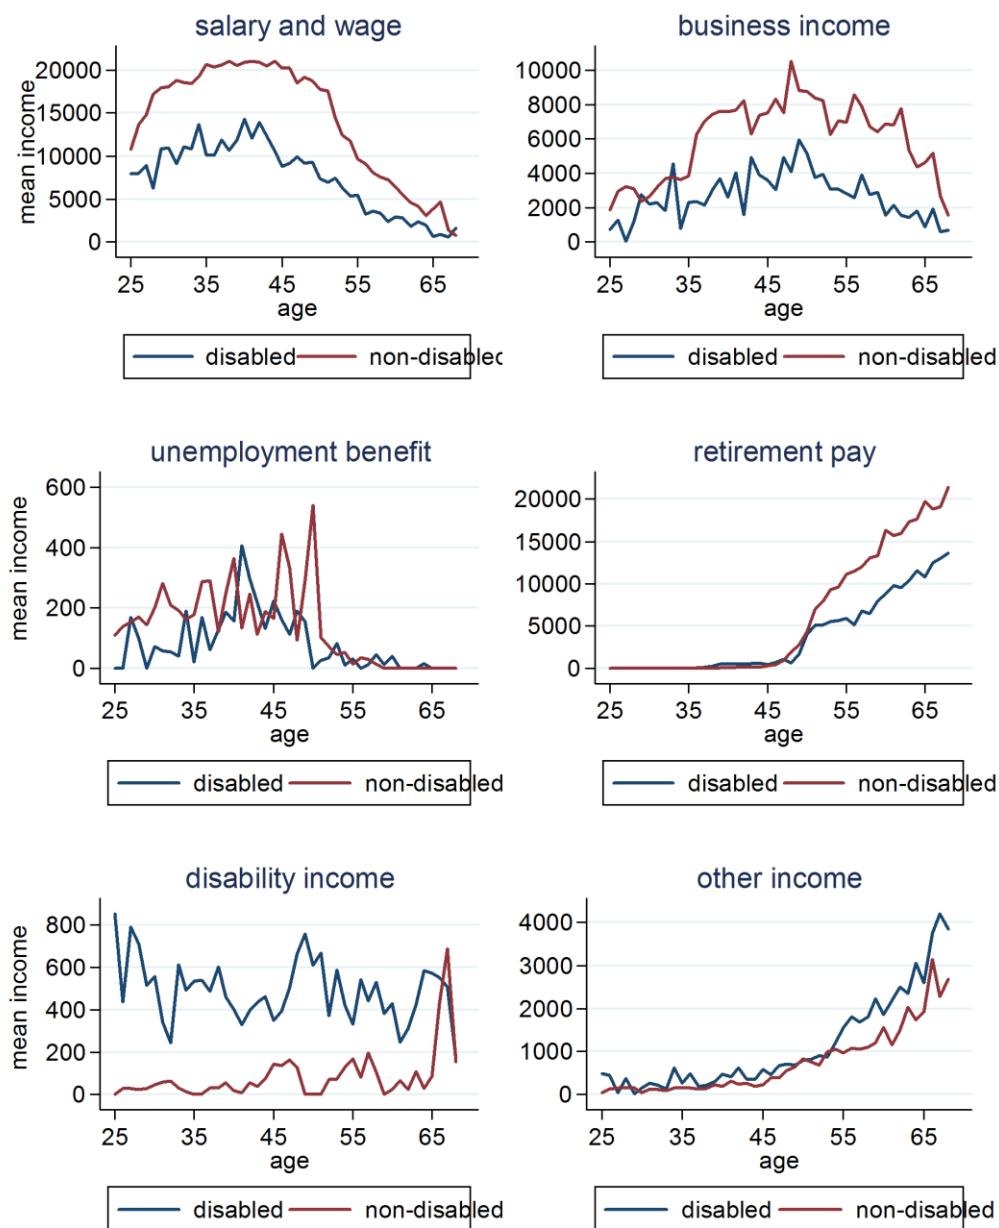 salary and wage
mean income
20000
15000
10000
5000
0
25 35 45 55 65
age
disabled non-disabled
business income
10000
8000
6000
4000
2000
0
25 35 45 55 65
age
disabled non-disabled
unemployment benefit
mean income
600
400
200
0
25 35 45 55 65
age
disabled non-disabled
retirement pay
20000
15000
10000
5000
0
25 35 45 55 65
age
disabled non-disabled
disability income
mean income
800
600
400
200
0
25 35 45 55 65
age
disabled non-disabled
other income
4000
3000
2000
1000
0
25 35 45 55 65
age
disabled non-disabled